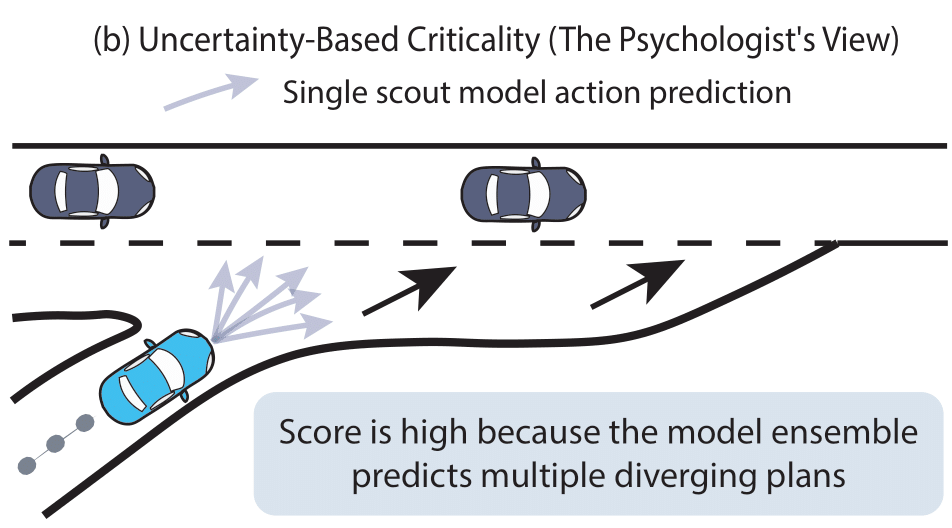 (b) Uncertainty-Based Criticality (The Psychologist's View)
Single scout model action prediction
Score is high because the model ensemble
predicts multiple diverging plans